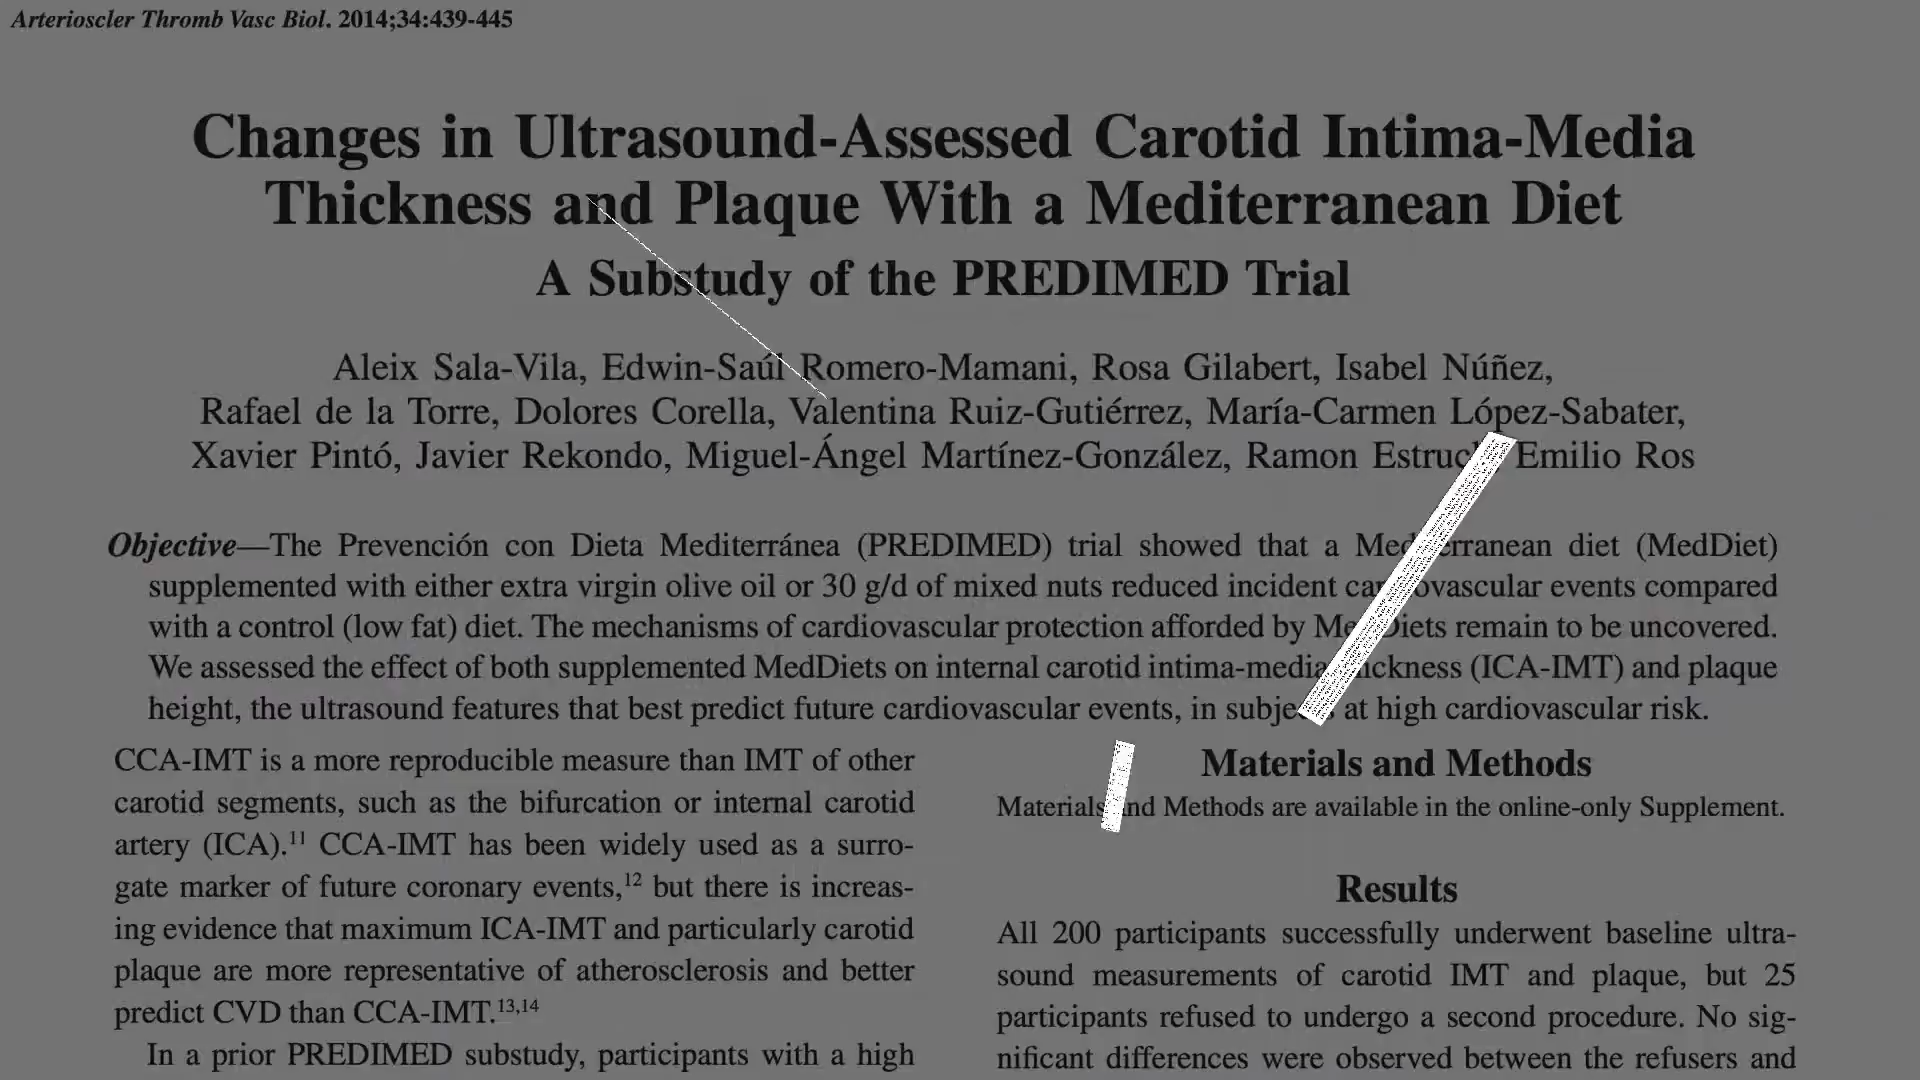 Arterioscler Thromb Vasc Biol. 2014;34:439-445
Changes in Ultrasound-Assessed Carotid Intima-Media
Thickness and Plaque With a Mediterranean Diet
A Substudy of the PREDIMED Trial
Aleix Sala-Vila, Edwin-Saúl Romero-Mamani, Rosa Gilabert, Isabel Núñez,
Rafael de la Torre, Dolores Corella, Valentina Ruiz-Gutiérrez, María-Carmen López-Sabater,
Xavier Pintó, Javier Rekondo, Miguel-Ángel Martínez-González, Ramon Emilio Ros
Objective—The Prevención con Dieta Mediterránea (PREDIMED) trial showed that a diet (MedDiet)
supplemented with either extra virgin olive oil or 30 g/d of mixed nuts reduced incident events compared
with a control (low fat) diet. The mechanisms of cardiovascular protection afforded by remain to be uncovered.
We assessed the effect of both supplemented MedDiets on internal carotid (ICA-IMT) and plaque
height, the ultrasound features that best predict future cardiovascular events, in at high cardiovascular risk.
CCA-IMT is a more reproducible measure than IMT of other
carotid segments, such as the bifurcation or internal carotid
artery (ICA).11 CCA-IMT has been widely used as a surro-
gate marker of future coronary events,12 but there is increas-
ing evidence that maximum ICA-IMT and particularly carotid
plaque are more representative of atherosclerosis and better
predict CVD than CCA-IMT.13,14
In a prior PREDIMED substudy, participants with a high
Materials and Methods
Materials and Methods are available in the online-only Supplement.
Results
All 200 participants successfully underwent baseline ultra-
sound measurements of carotid IMT and plaque, but 25
participants refused to undergo a second procedure. No sig-
nificant differences were observed between the refusers and